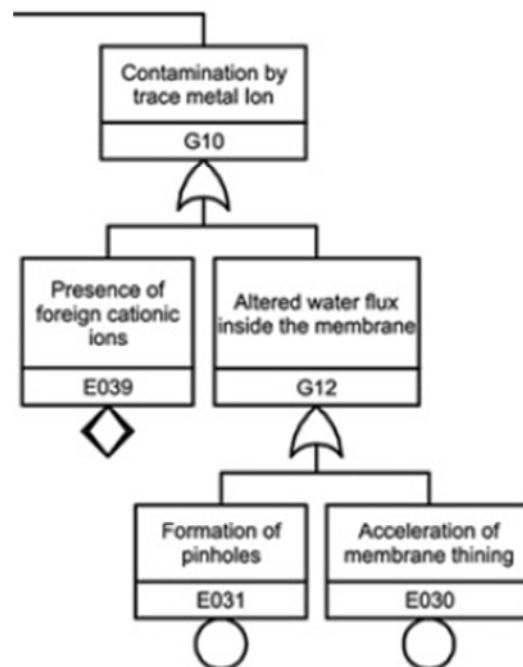 Contamination by
trace metal Ion
G10
Presence of
foreign cationic
ions
E039
Altered water flux
inside the membrane
G12
Formation of
pinholes
E031
Acceleration of
membrane thining
E030